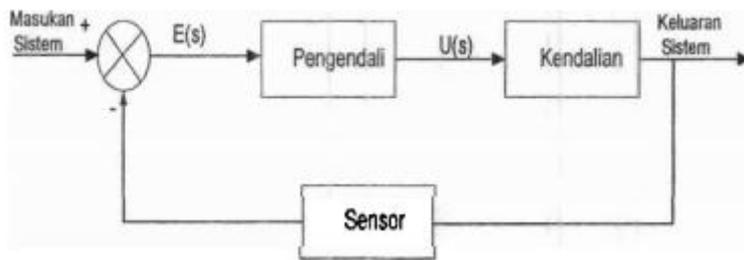 Masukan +
Sistem
E(s)
Pengendali
U(s)
Kendalian
Keluaran
Sistem
-
Sensor